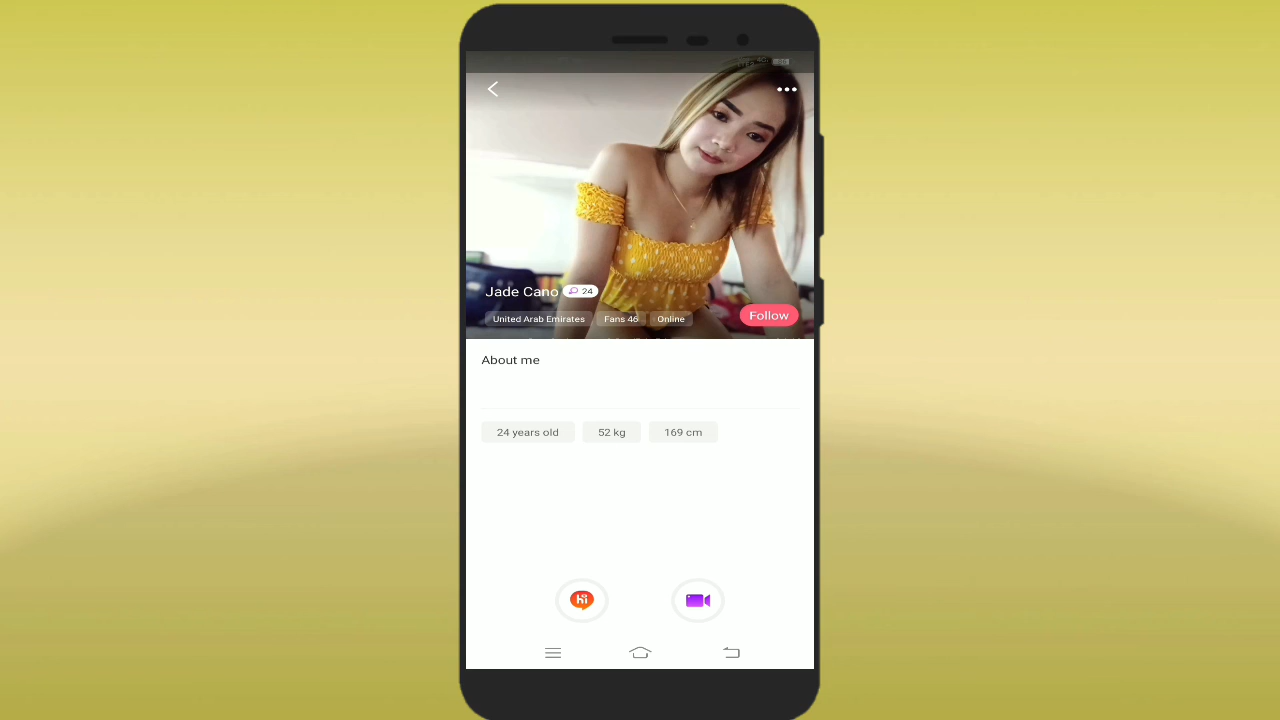 Jade Cano 24
United Arab Emirates Fans 46 Online
Follow
About me
24 years old 52 kg 169 cm
hi